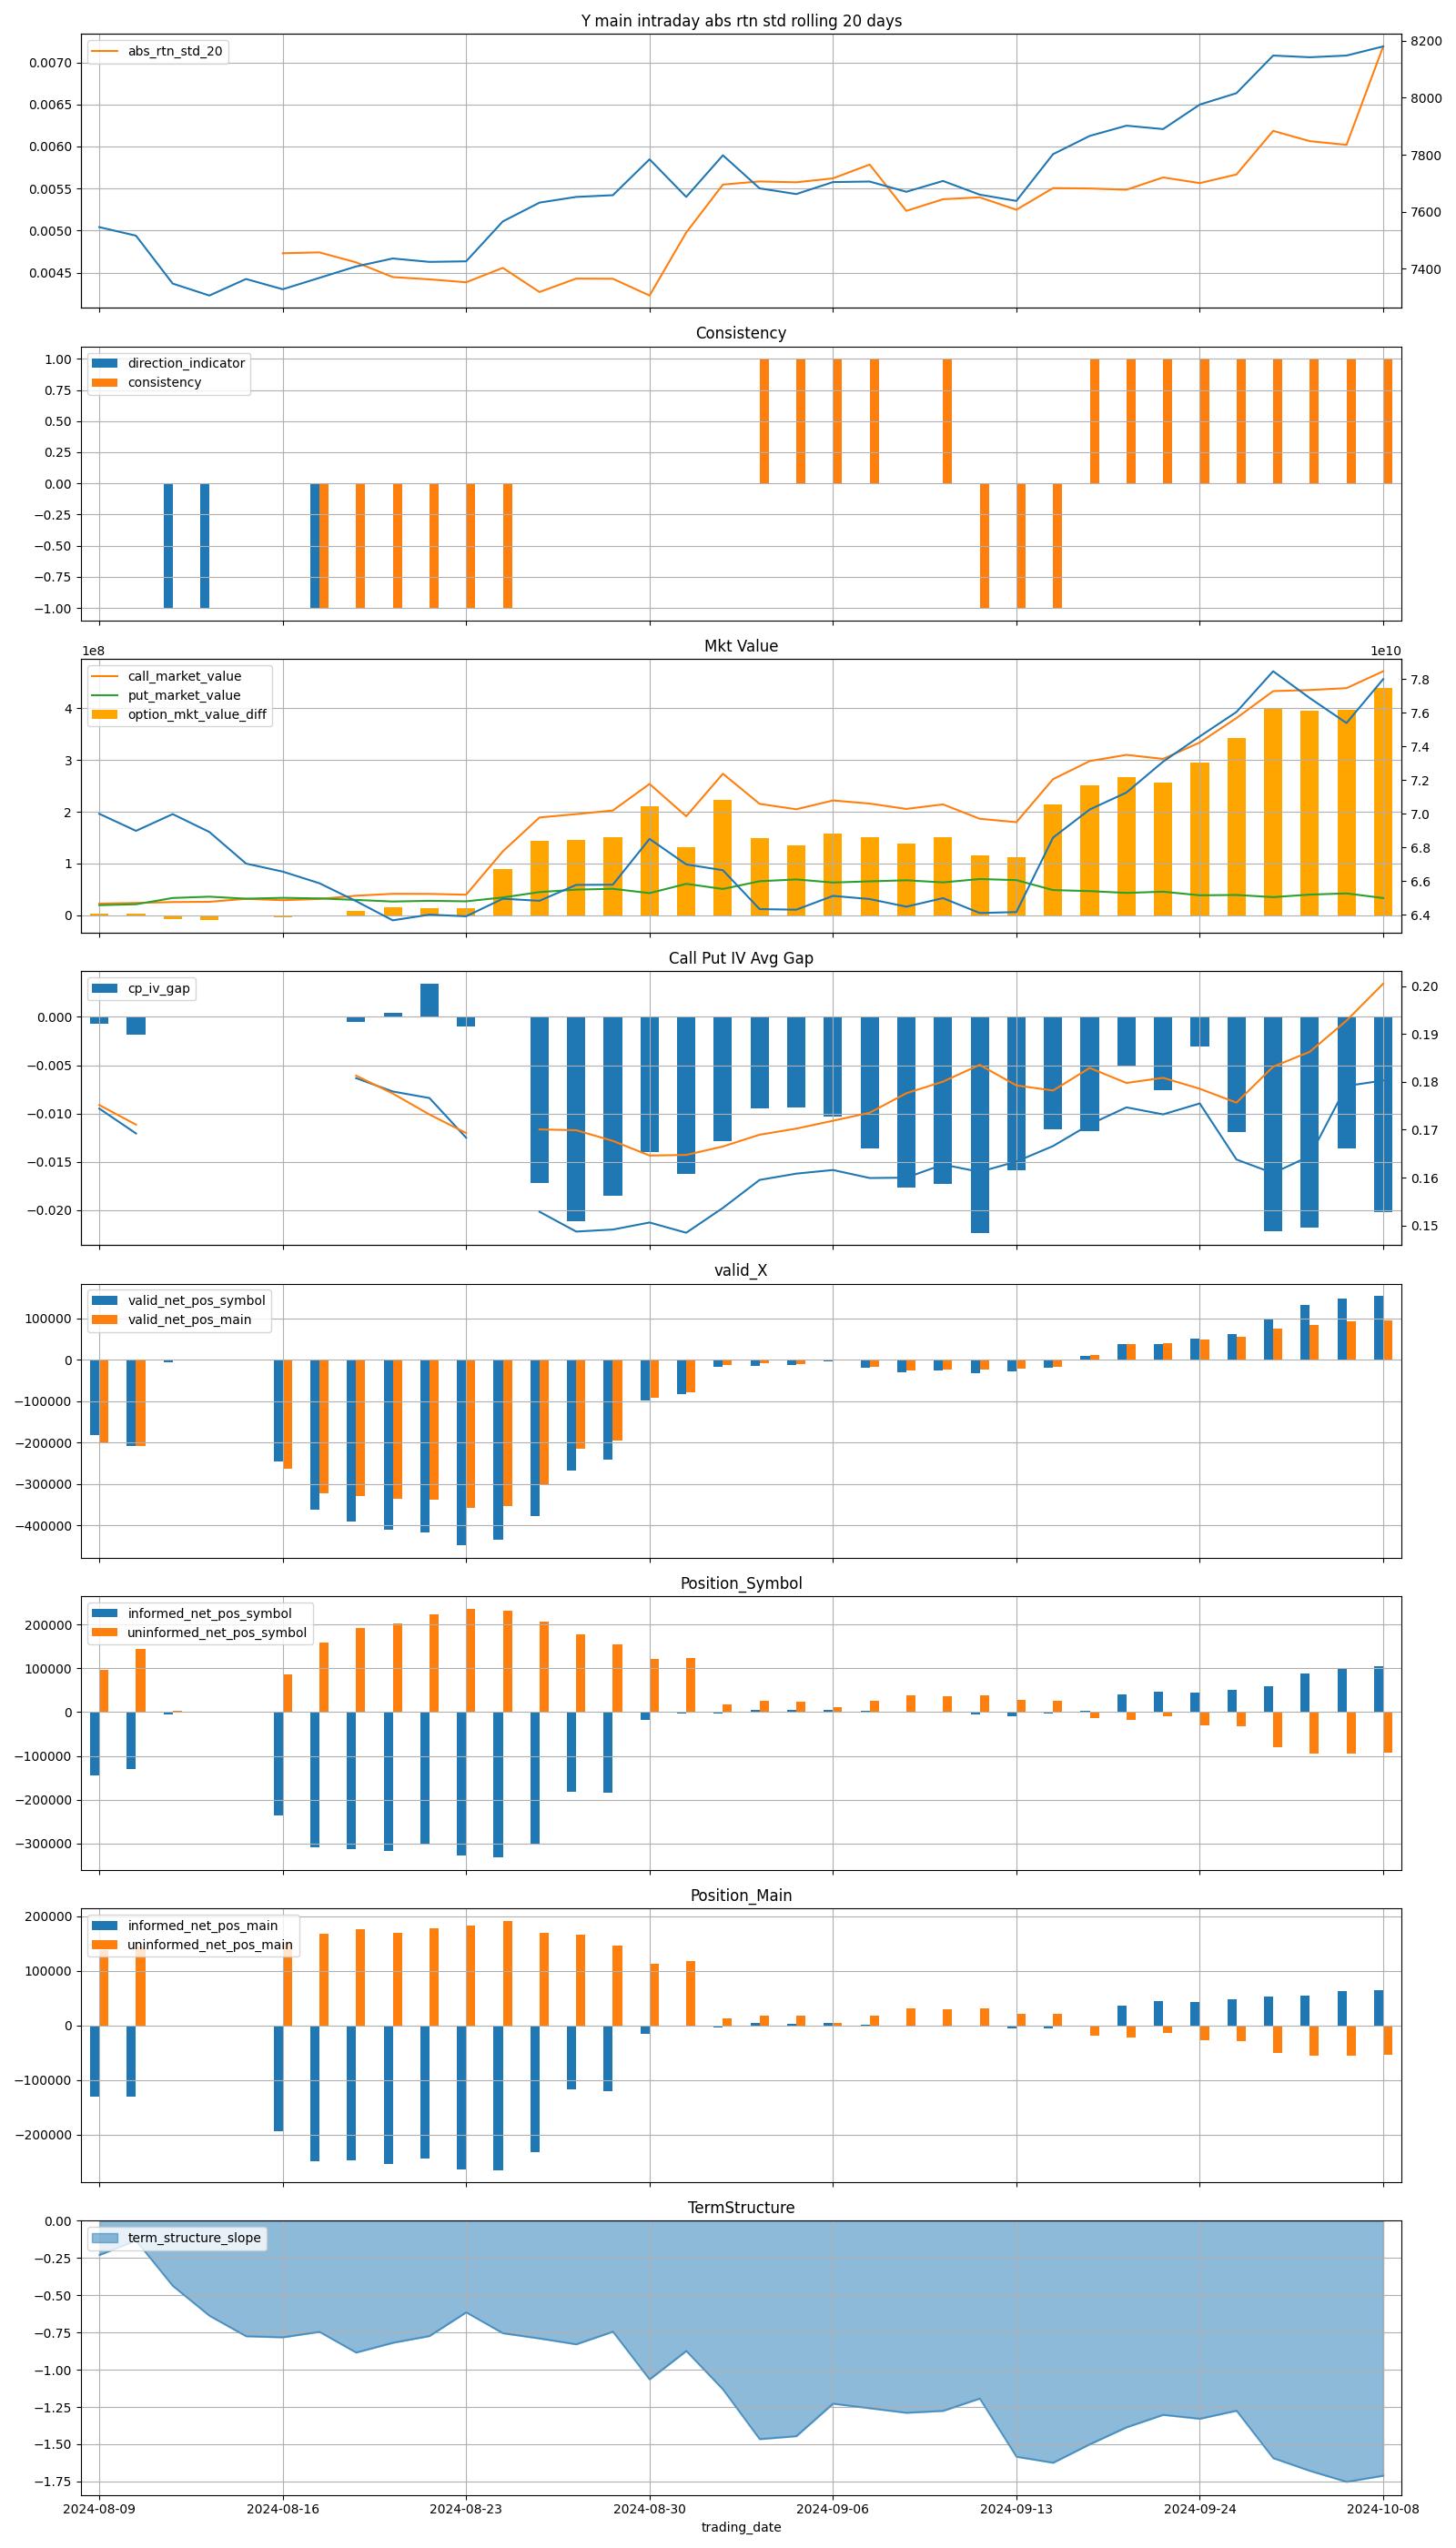 Y main intraday abs rtn std rolling 20 days
abs_rtn_std_20
0.0070
0.0065
0.0060
0.0055
0.0050
0.0045
8200
8000
7800
7600
7400
Consistency
direction_indicator
consistency
1.00
0.75
0.50
0.25
0.00
−0.25
−0.50
−0.75
−1.00
Mkt Value
1e8
1e10
call_market_value
put_market_value
option_mkt_value_diff
4
3
2
1
0
7.8
7.6
7.4
7.2
7.0
6.8
6.6
6.4
Call Put IV Avg Gap
cp_iv_gap
0.000
−0.005
−0.010
−0.015
−0.020
0.20
0.19
0.18
0.17
0.16
0.15
valid_X
valid_net_pos_symbol
valid_net_pos_main
100000
0
−100000
−200000
−300000
−400000
Position_Symbol
informed_net_pos_symbol
uninformed_net_pos_symbol
200000
100000
0
−100000
−200000
−300000
Position_Main
informed_net_pos_main
uninformed_net_pos_main
200000
100000
0
−100000
−200000
TermStructure
term_structure_slope
0.00
−0.25
−0.50
−0.75
−1.00
−1.25
−1.50
−1.75
2024-08-09 2024-08-16 2024-08-23 2024-08-30 2024-09-06 2024-09-13 2024-09-24 2024-10-08
trading_date